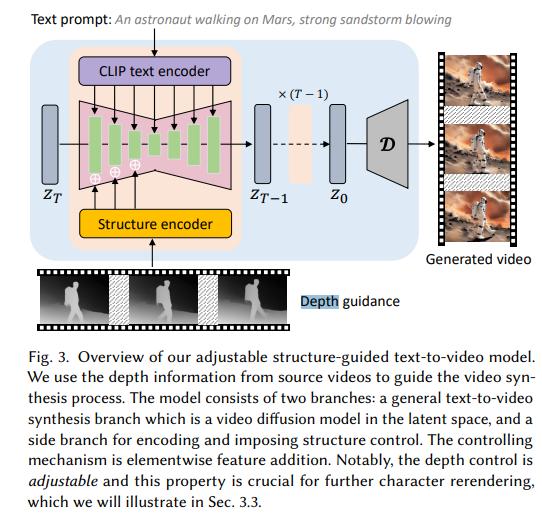 Text prompt: An astronaut walking on Mars, strong sandstorm blowing
CLIP text encoder
× (T − 1)
z_T
z_{T−1}
z_0
𝒟
Structure encoder
Generated video
Depth guidance
Fig. 3. Overview of our adjustable structure-guided text-to-video model.
We use the depth information from source videos to guide the video syn-
thesis process. The model consists of two branches: a general text-to-video
synthesis branch which is a video diffusion model in the latent space, and a
side branch for encoding and imposing structure control. The controlling
mechanism is elementwise feature addition. Notably, the depth control is
adjustable and this property is crucial for further character rerendering,
which we will illustrate in Sec. 3.3.